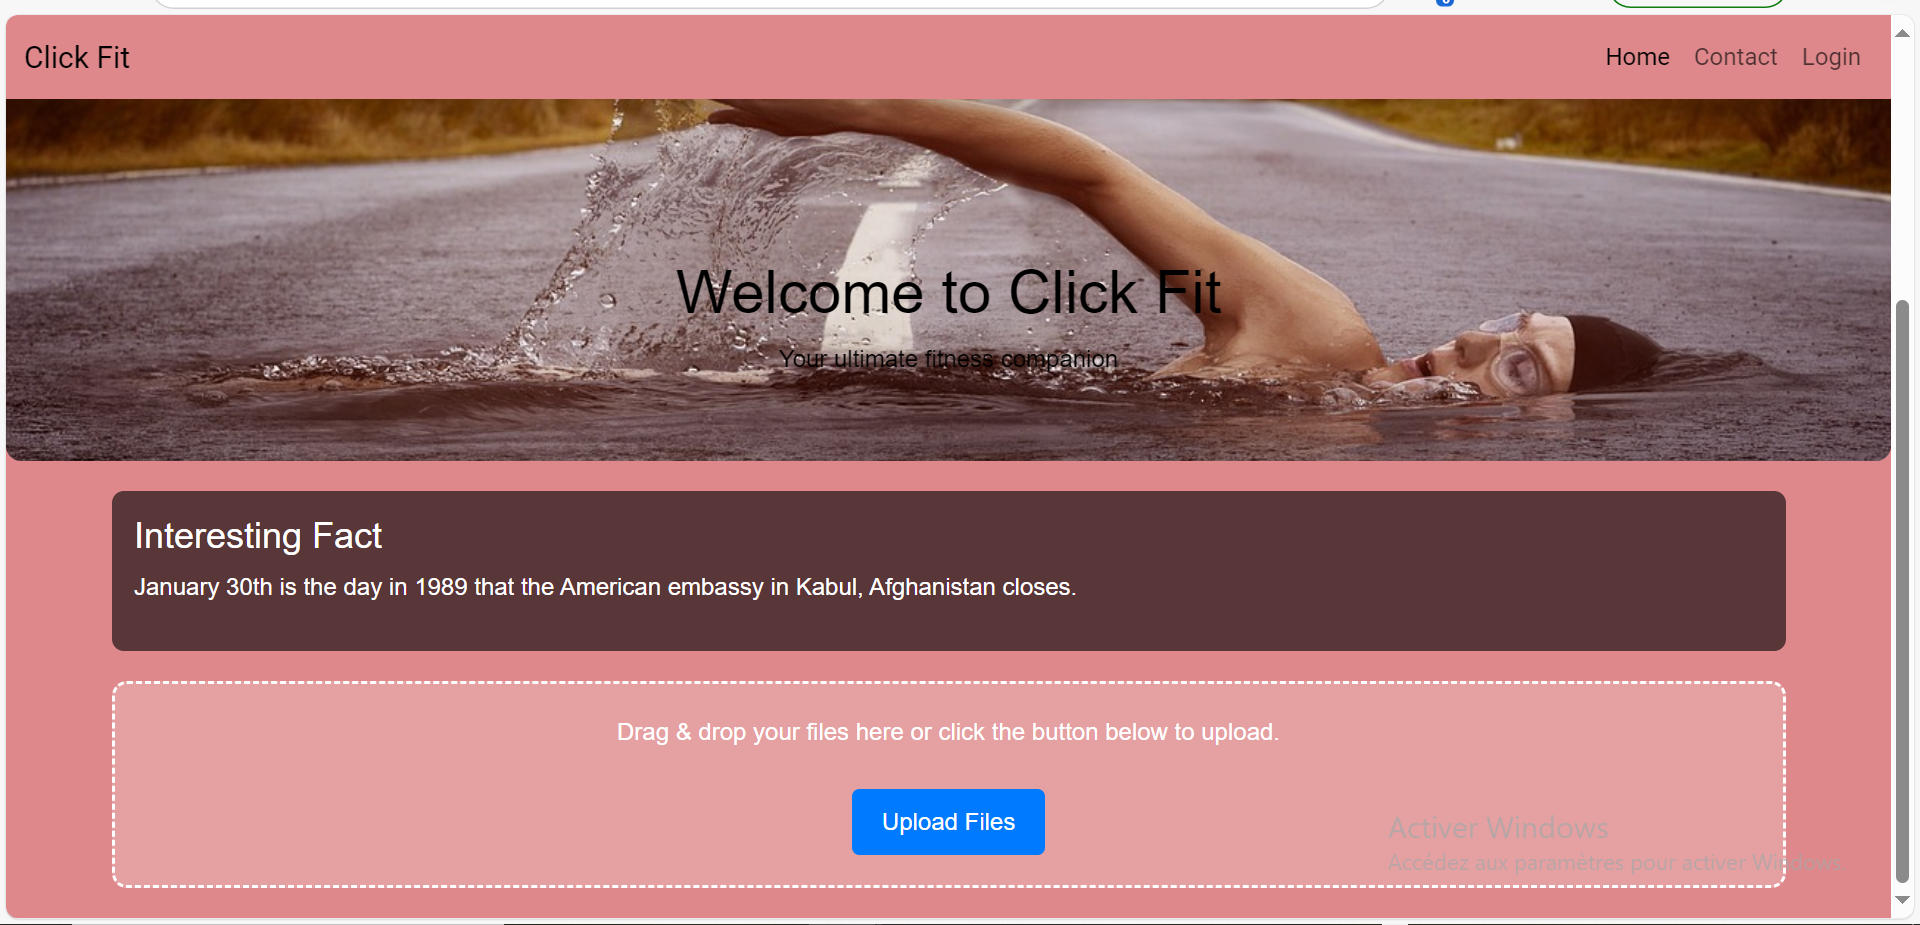 Click Fit
Home Contact Login
Welcome to Click Fit
Your ultimate fitness companion
Interesting Fact
January 30th is the day in 1989 that the American embassy in Kabul, Afghanistan closes.
Drag & drop your files here or click the button below to upload.
Upload Files
Activer Windows
Accédez aux paramètres pour activer Windows.